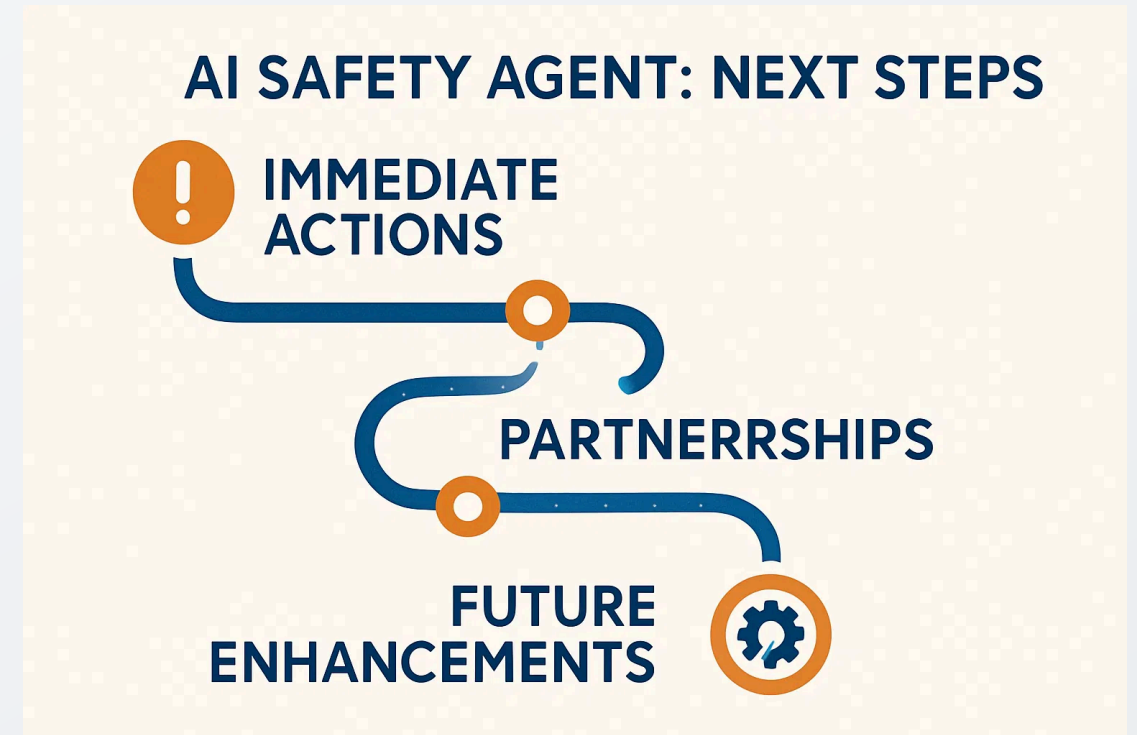 AI SAFETY AGENT: NEXT STEPS
IMMEDIATE
ACTIONS
PARTNERRSHIPS
FUTURE
ENHANCEMENTS